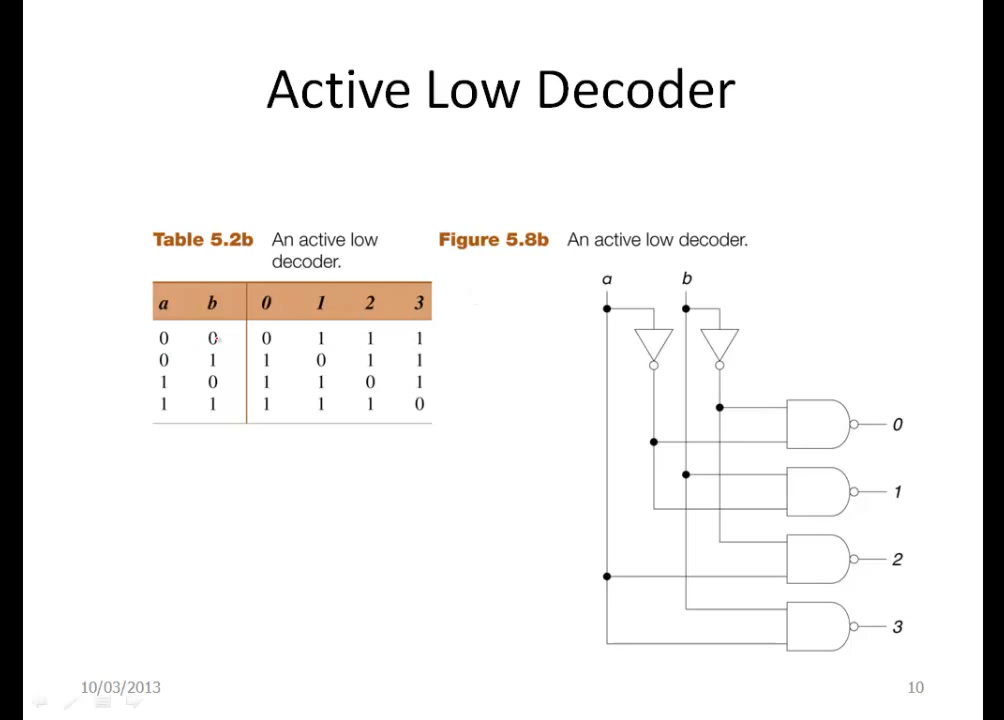 Active Low Decoder
Table 5.2b An active low
decoder.
a b 0 1 2 3
0 0 0 1 1 1
0 1 1 0 1 1
1 0 1 1 0 1
1 1 1 1 1 0
Figure 5.8b An active low decoder.
a b
0
1
2
3
10/03/2013 10